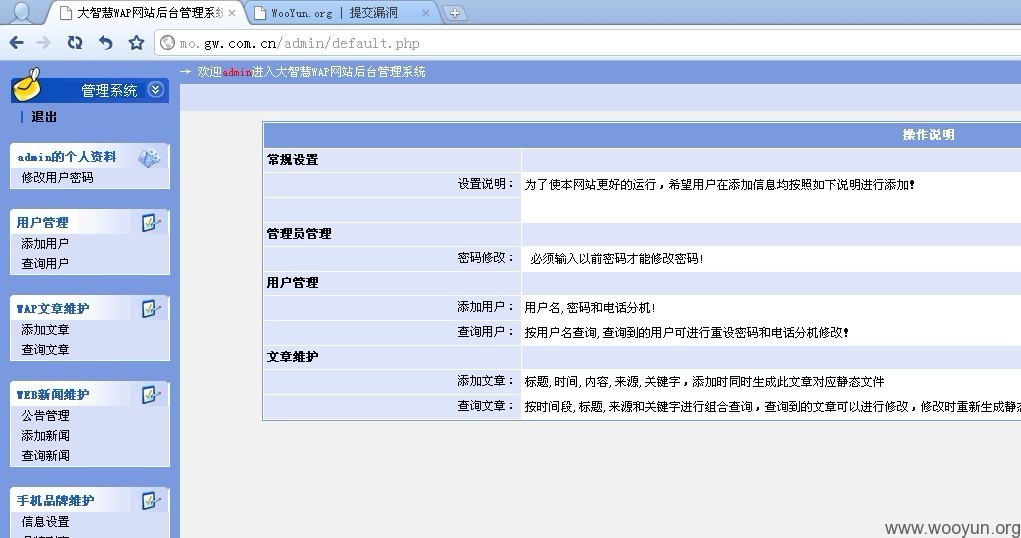 大智慧WAP网站后台管理系统
WooYun.org | 提交漏洞
mo.gw.com.cn/admin/default.php
管理系统
→ 欢迎admin进入大智慧WAP网站后台管理系统
| 退出
admin的个人资料
修改用户密码
用户管理
添加用户
查询用户
WAP文章维护
添加文章
查询文章
WEB新闻维护
公告管理
添加新闻
查询新闻
手机品牌维护
信息设置
操作说明
常规设置
设置说明： 为了使本网站更好的运行，希望用户在添加信息均按照如下说明进行添加！
管理员管理
密码修改： 必须输入以前密码才能修改密码!
用户管理
添加用户： 用户名,密码和电话分机!
查询用户： 按用户名查询,查询到的用户可进行重设密码和电话分机修改！
文章维护
添加文章： 标题,时间,内容,来源,关键字，添加时同时生成此文章对应静态文件
查询文章： 按时间段,标题,来源和关键字进行组合查询，查询到的文章可以进行修改，修改时重新生成静态
www.wooyun.org